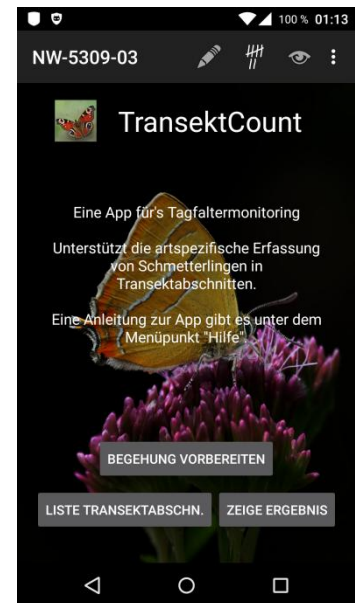 100 % 01:13
NW-5309-03
TransektCount
Eine App für's Tagfaltermonitoring
Unterstützt die artspezifische Erfassung
von Schmetterlingen in
Transektabschnitten.
Eine Anleitung zur App gibt es unter dem
Menüpunkt "Hilfe"
BEGEHUNG VORBEREITEN
LISTE TRANSEKTABSCHN. ZEIGE ERGEBNIS